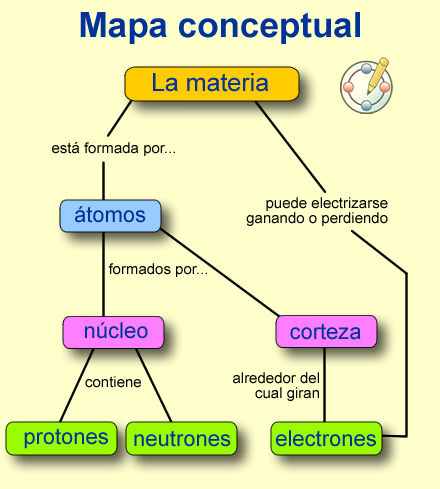 Mapa conceptual
La materia
está formada por...
puede electrizarse
ganando o perdiendo
átomos
formados por...
núcleo
corteza
contiene
alrededor del
cual giran
protones
neutrones
electrones